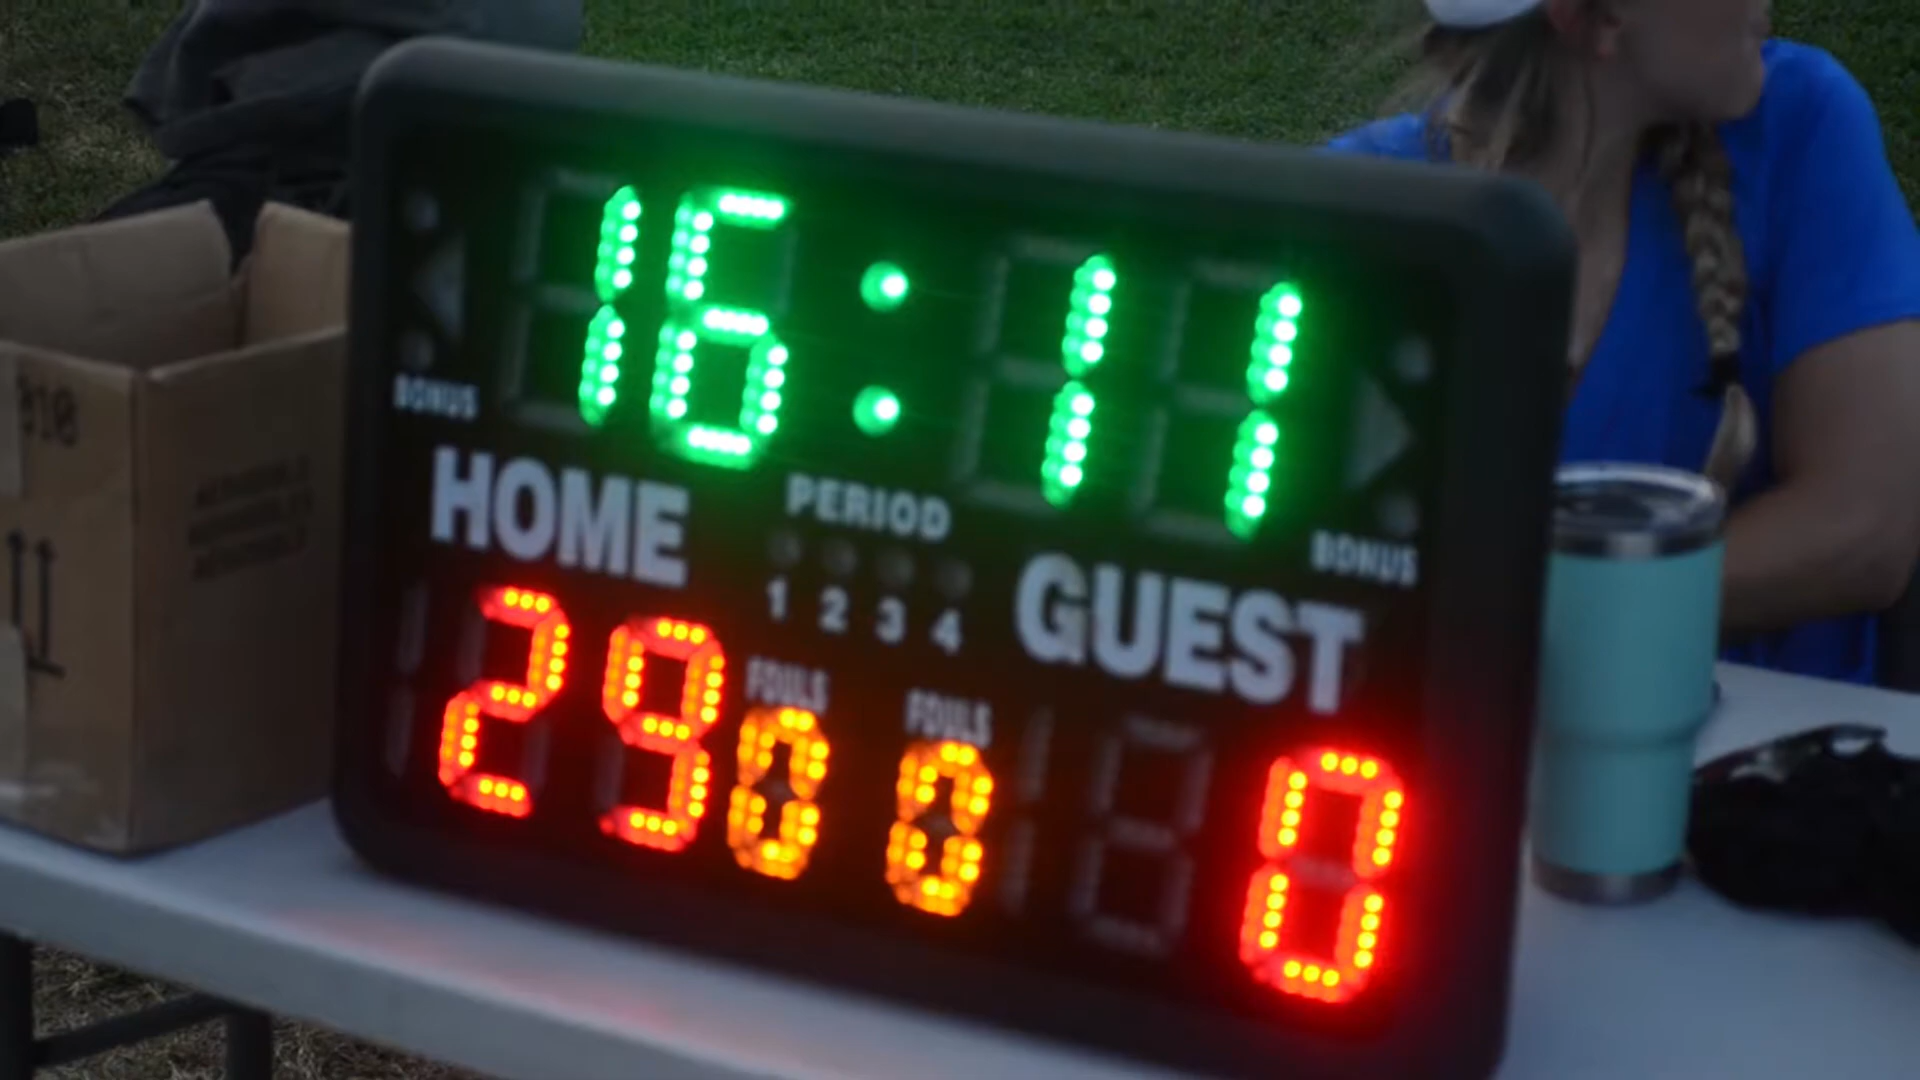 16:11
BONUS
BONUS
HOME
PERIOD
GUEST
1 2 3 4
29
FOULS
FOULS
0
0
0